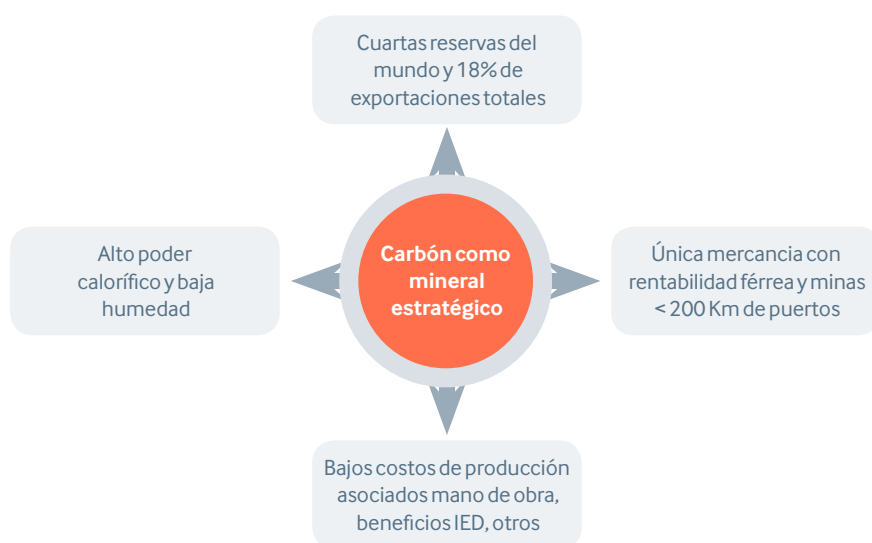 Cuartas reservas del
mundo y 18% de
exportaciones totales
Alto poder
calorífico y baja
humedad
Carbón como
mineral
estratégico
Única mercancia con
rentabilidad férrea y minas
< 200 Km de puertos
Bajos costos de producción
asociados mano de obra,
beneficios IED, otros